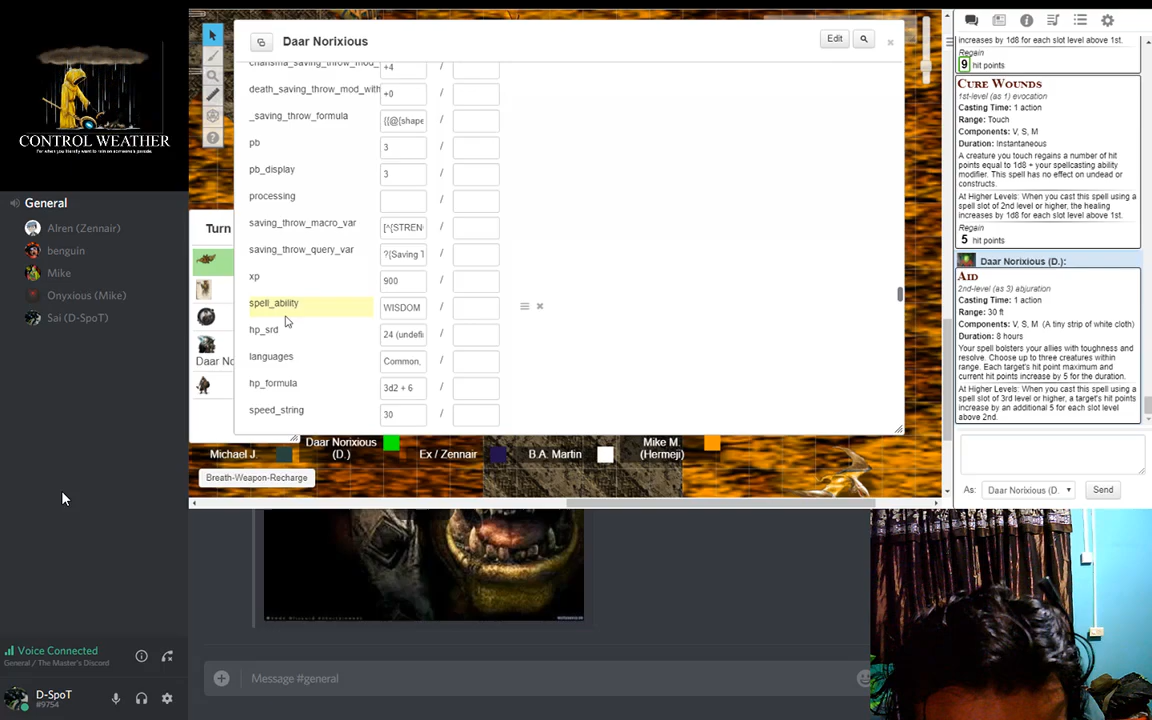 CONTROL WEATHER
General
Alren (Zennair)
benguin
Mike
Onyxious (Mike)
Sai (D-SpoT)
Voice Connected
General / The Master's Discord
D-SpoT
#9754
Turn
Daar No
Daar Norixious
Edit
charisma_saving_throw_mod_
+4
/
death_saving_throw_mod_with
+0
/
_saving_throw_formula
{{@{shape
/
pb
3
/
pb_display
3
/
processing
/
saving_throw_macro_var
[^{STREN
/
saving_throw_query_var
?{Saving T
/
xp
900
/
spell_ability
WISDOM
/
hp_srd
24 (undefi
/
languages
Common,
/
hp_formula
3d2 + 6
/
speed_string
30
/
Michael J.
Daar Norixious
(D.)
Ex / Zennair
B.A. Martin
Mike M.
(Hermeji)
Breath-Weapon-Recharge
Message #general
increases by 1d8 for each slot level above 1st.
Regain
9 hit points
CURE WOUNDS
1st-level (as 1) evocation
Casting Time: 1 action
Range: Touch
Components: V, S, M
Duration: Instantaneous
A creature you touch regains a number of hit
points equal to 1d8 + your spellcasting ability
modifier. This spell has no effect on undead or
constructs.
At Higher Levels: When you cast this spell using a
spell slot of 2nd level or higher, the healing
increases by 1d8 for each slot level above 1st.
Regain
5 hit points
Daar Norixious (D.):
AID
2nd-level (as 3) abjuration
Casting Time: 1 action
Range: 30 ft
Components: V, S, M (A tiny strip of white cloth)
Duration: 8 hours
Your spell bolsters your allies with toughness and
resolve. Choose up to three creatures within
range. Each target's hit point maximum and
current hit points increase by 5 for the duration.
At Higher Levels: When you cast this spell using a
spell slot of 3rd level or higher, a target's hit points
increase by an additional 5 for each slot level
above 2nd.
As:
Daar Norixious (D.
Send